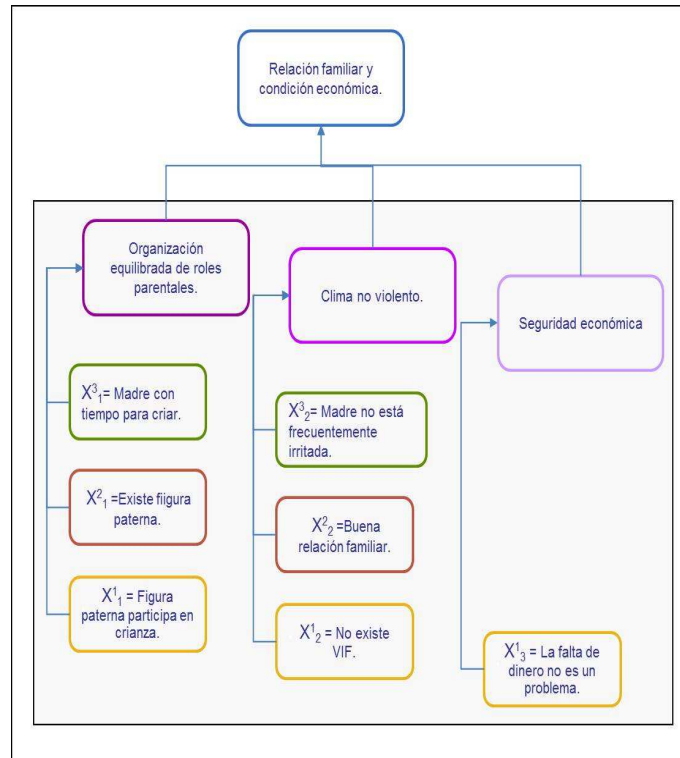 Relación familiar y
condición económica.
Organización
equilibrada de roles
parentales.
Clima no violento.
Seguridad económica
X³₁= Madre con
tiempo para criar.
X³₂= Madre no está
frecuentemente
irritada.
X²₁ =Existe fiigura
paterna.
X²₂ =Buena
relación familiar.
X¹₁ = Figura
paterna participa en
crianza.
X¹₂ = No existe
VIF.
X¹₃ = La falta de
dinero no es un
problema.